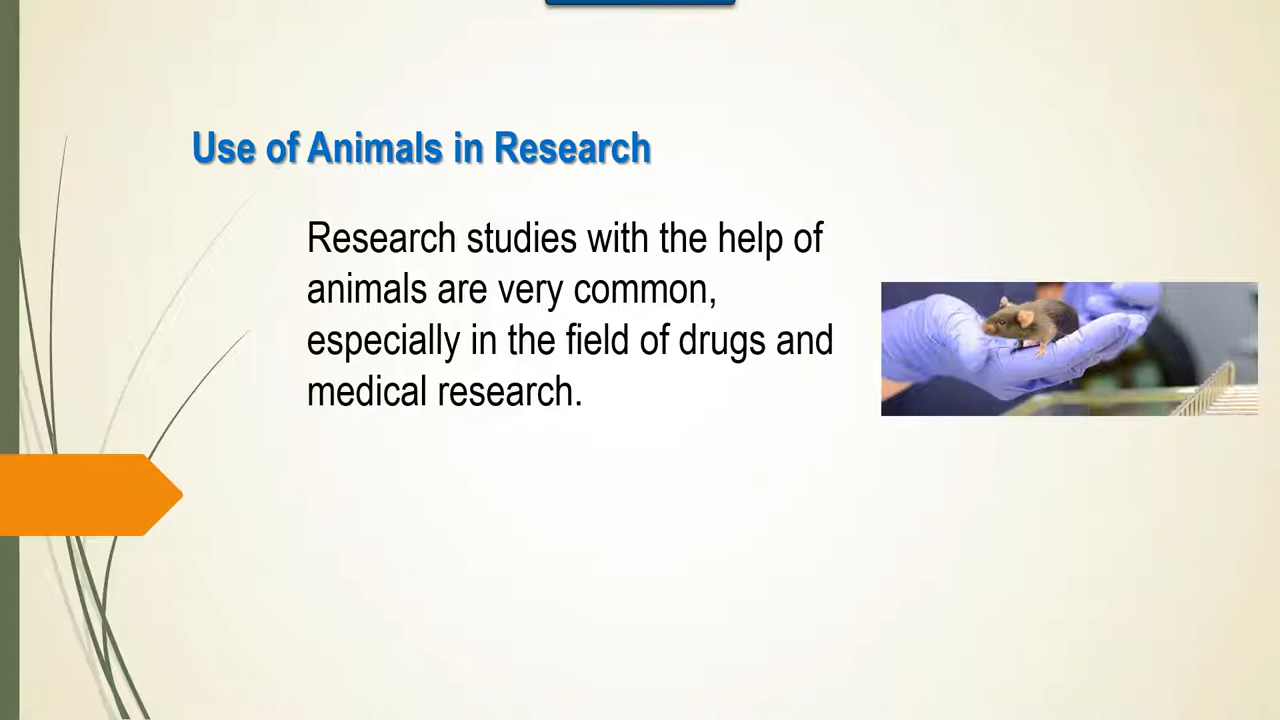 Use of Animals in Research
Research studies with the help of
animals are very common,
especially in the field of drugs and
medical research.